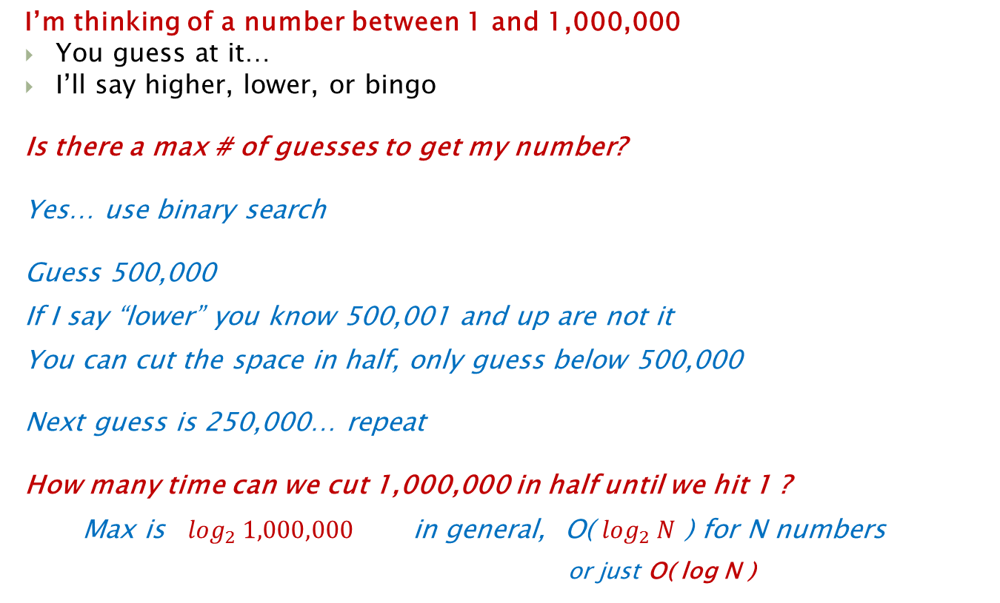 I’m thinking of a number between 1 and 1,000,000
You guess at it…
I’ll say higher, lower, or bingo
Is there a max # of guesses to get my number?
Yes… use binary search
Guess 500,000
If I say “lower” you know 500,001 and up are not it
You can cut the space in half, only guess below 500,000
Next guess is 250,000… repeat
How many time can we cut 1,000,000 in half until we hit 1 ?
Max is log₂ 1,000,000 in general, O( log₂ N ) for N numbers
or just O( log N )